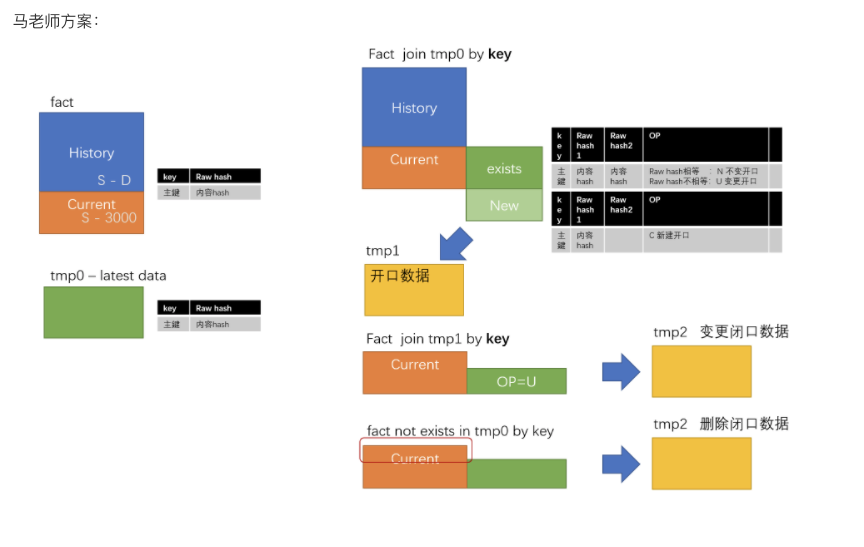 马老师方案：
fact
History
S - D
Current
S - 3000
key Raw hash
主鍵 内容hash
tmp0 – latest data
key Raw hash
主鍵 内容hash
Fact join tmp0 by key
History
Current
exists
New
key Raw hash1 Raw hash2 OP
主鍵 内容hash 内容hash Raw hash相等 ：N 不变开口
Raw hash不相等：U 变更开口
key Raw hash1 Raw hash2 OP
主鍵 内容hash C 新建开口
tmp1
开口数据
Fact join tmp1 by key
Current
OP=U
tmp2 变更闭口数据
fact not exists in tmp0 by key
Current
tmp2 删除闭口数据